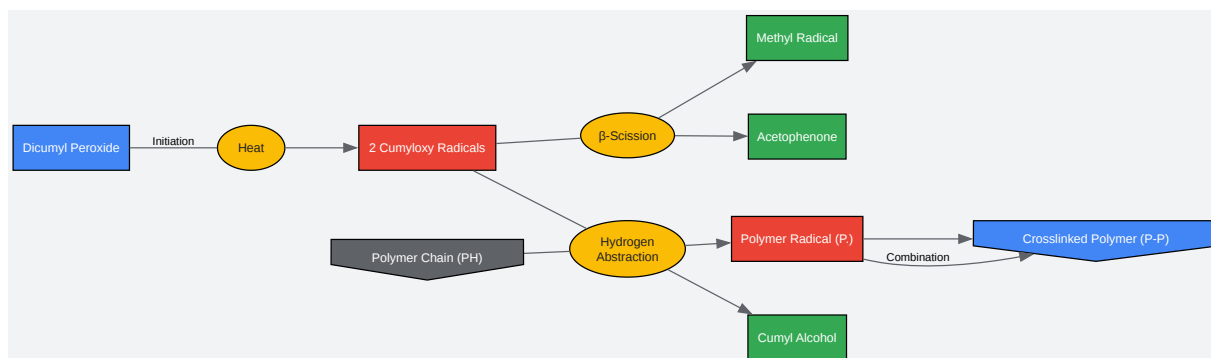 Methyl Radical
Dicumyl Peroxide
Initiation
Heat
2 Cumyloxy Radicals
β-Scission
Acetophenone
Polymer Chain (PH)
Hydrogen
Abstraction
Polymer Radical (P.)
Combination
Crosslinked Polymer (P-P)
Cumyl Alcohol